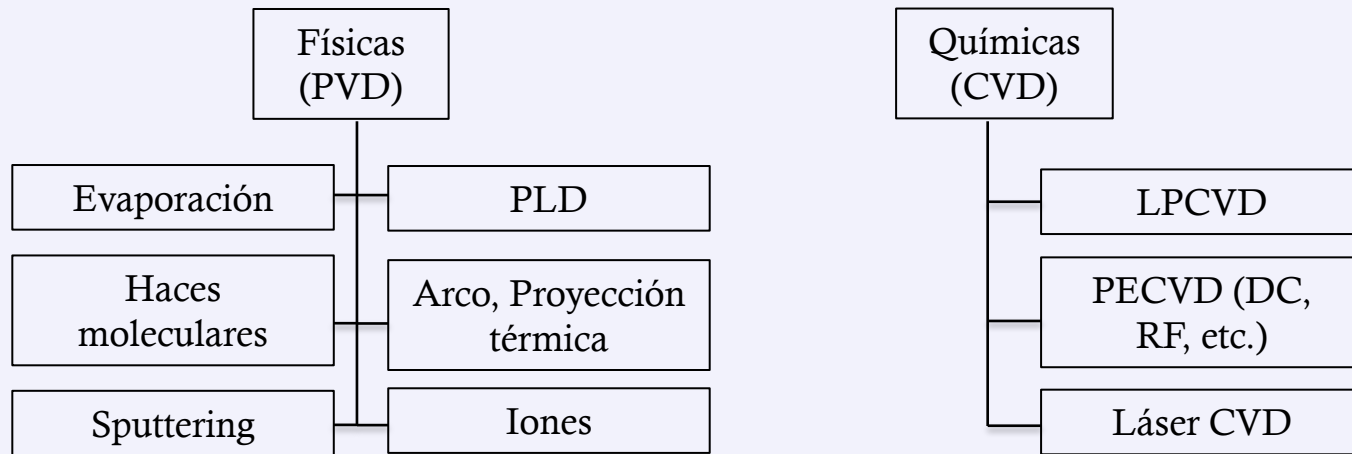 Físicas
(PVD)
Evaporación
PLD
Haces
moleculares
Arco, Proyección
térmica
Sputtering
Iones
Químicas
(CVD)
LPCVD
PECVD (DC,
RF, etc.)
Láser CVD